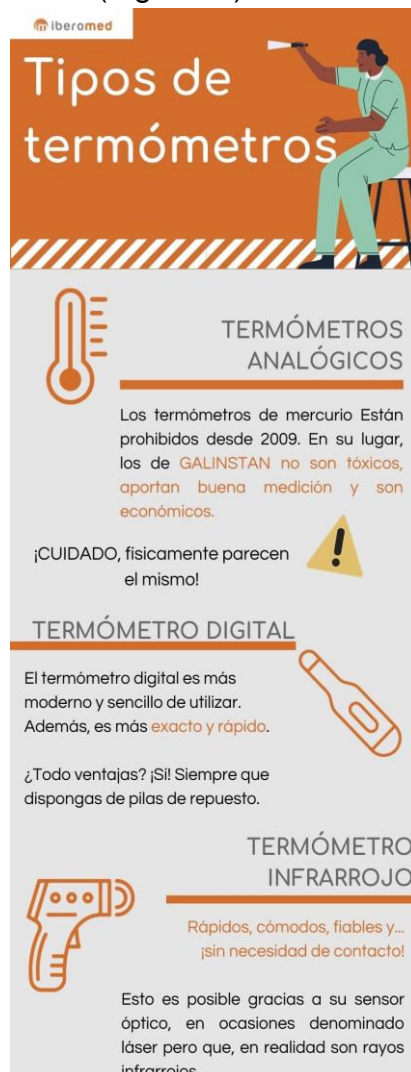 iberomed
Tipos de
termómetros
TERMÓMETROS
ANALÓGICOS
Los termómetros de mercurio Están
prohibidos desde 2009. En su lugar,
los de GALINSTAN no son tóxicos,
aportan buena medición y son
económicos.
¡CUIDADO, físicamente parecen
el mismo!
TERMÓMETRO DIGITAL
El termómetro digital es más
moderno y sencillo de utilizar.
Además, es más exacto y rápido.
¿Todo ventajas? ¡Sí! Siempre que
dispongas de pilas de repuesto.
TERMÓMETRO
INFRARROJO
Rápidos, cómodos, fiables y...
¡sin necesidad de contacto!
Esto es posible gracias a su sensor
óptico, en ocasiones denominado
láser pero que, en realidad son rayos
infrarrojos